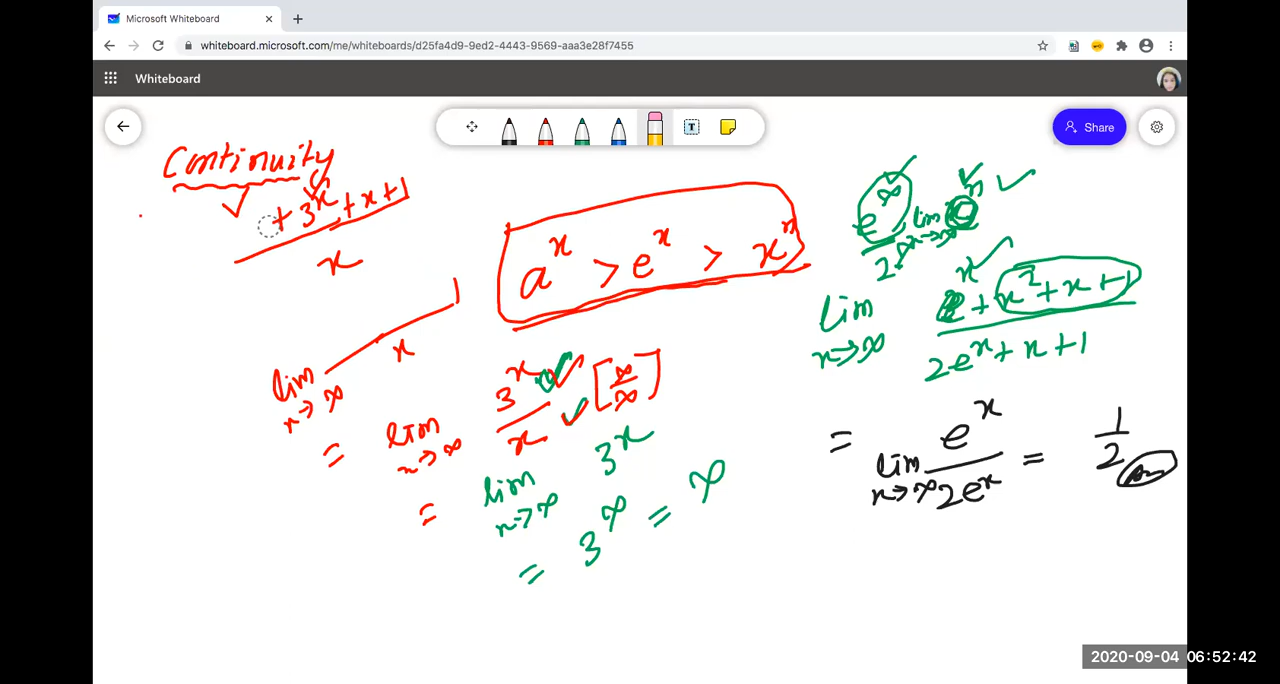 Microsoft Whiteboard
whiteboard.microsoft.com/me/whiteboards/d25fa4d9-9ed2-4443-9569-aaa3e28f7455
Whiteboard
T
Share
Continuity
+ 3^x + x + 1
x
a^x > e^x > x^n
x
lim x→∞
= lim x→∞ 3^x / x [∞/∞]
= lim x→∞ 3^x
= 3^∞ = ∞
e^∞
2
lim x→∞
lim x→∞ + x^2 + x + 1
2e^x + x + 1
= lim x→∞ e^x / 2e^x = 1/2
2020-09-04 06:52:42